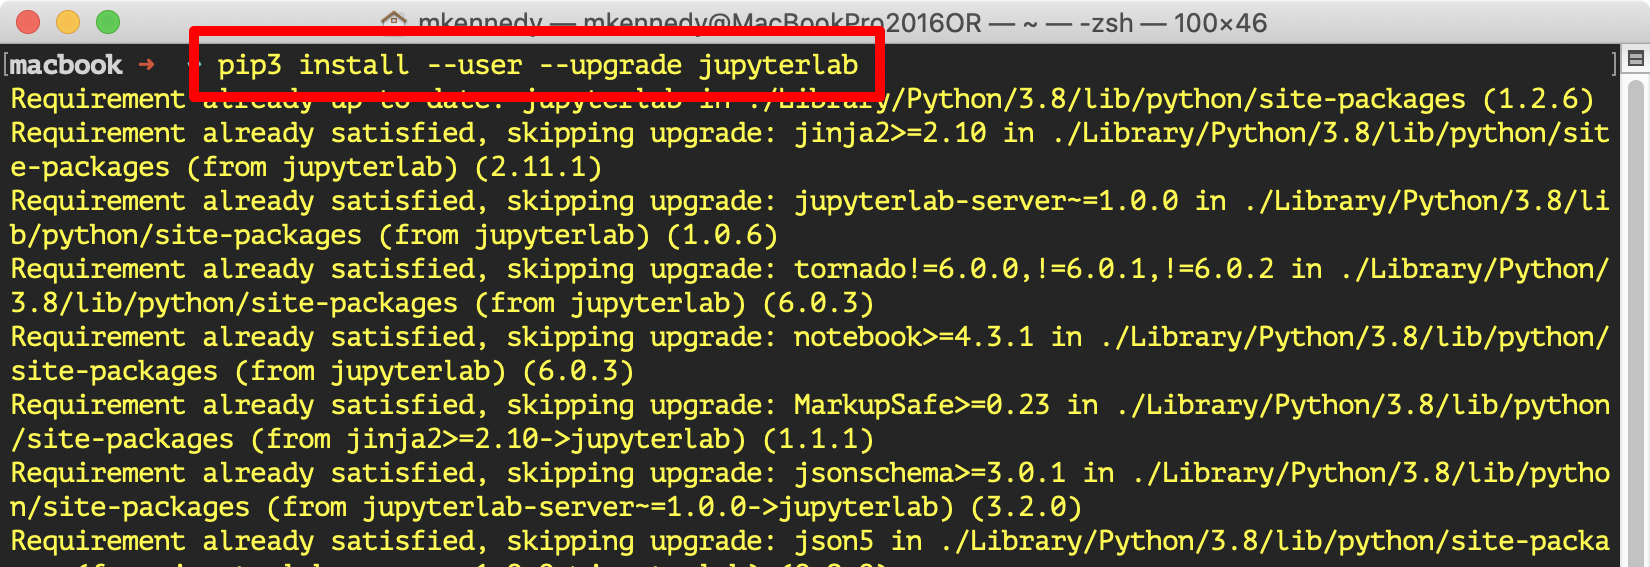 mkennedy — mkennedy@MacBookPro2016OR — ~ — -zsh — 100×46
[macbook → ~ pip3 install --user --upgrade jupyterlab ]
Requirement already up-to-date: jupyterlab in ./Library/Python/3.8/lib/python/site-packages (1.2.6)
Requirement already satisfied, skipping upgrade: jinja2>=2.10 in ./Library/Python/3.8/lib/python/sit
e-packages (from jupyterlab) (2.11.1)
Requirement already satisfied, skipping upgrade: jupyterlab-server~=1.0.0 in ./Library/Python/3.8/li
b/python/site-packages (from jupyterlab) (1.0.6)
Requirement already satisfied, skipping upgrade: tornado!=6.0.0,!=6.0.1,!=6.0.2 in ./Library/Python/
3.8/lib/python/site-packages (from jupyterlab) (6.0.3)
Requirement already satisfied, skipping upgrade: notebook>=4.3.1 in ./Library/Python/3.8/lib/python/
site-packages (from jupyterlab) (6.0.3)
Requirement already satisfied, skipping upgrade: MarkupSafe>=0.23 in ./Library/Python/3.8/lib/python
/site-packages (from jinja2>=2.10->jupyterlab) (1.1.1)
Requirement already satisfied, skipping upgrade: jsonschema>=3.0.1 in ./Library/Python/3.8/lib/pytho
n/site-packages (from jupyterlab-server~=1.0.0->jupyterlab) (3.2.0)
Requirement already satisfied, skipping upgrade: json5 in ./Library/Python/3.8/lib/python/site-packa